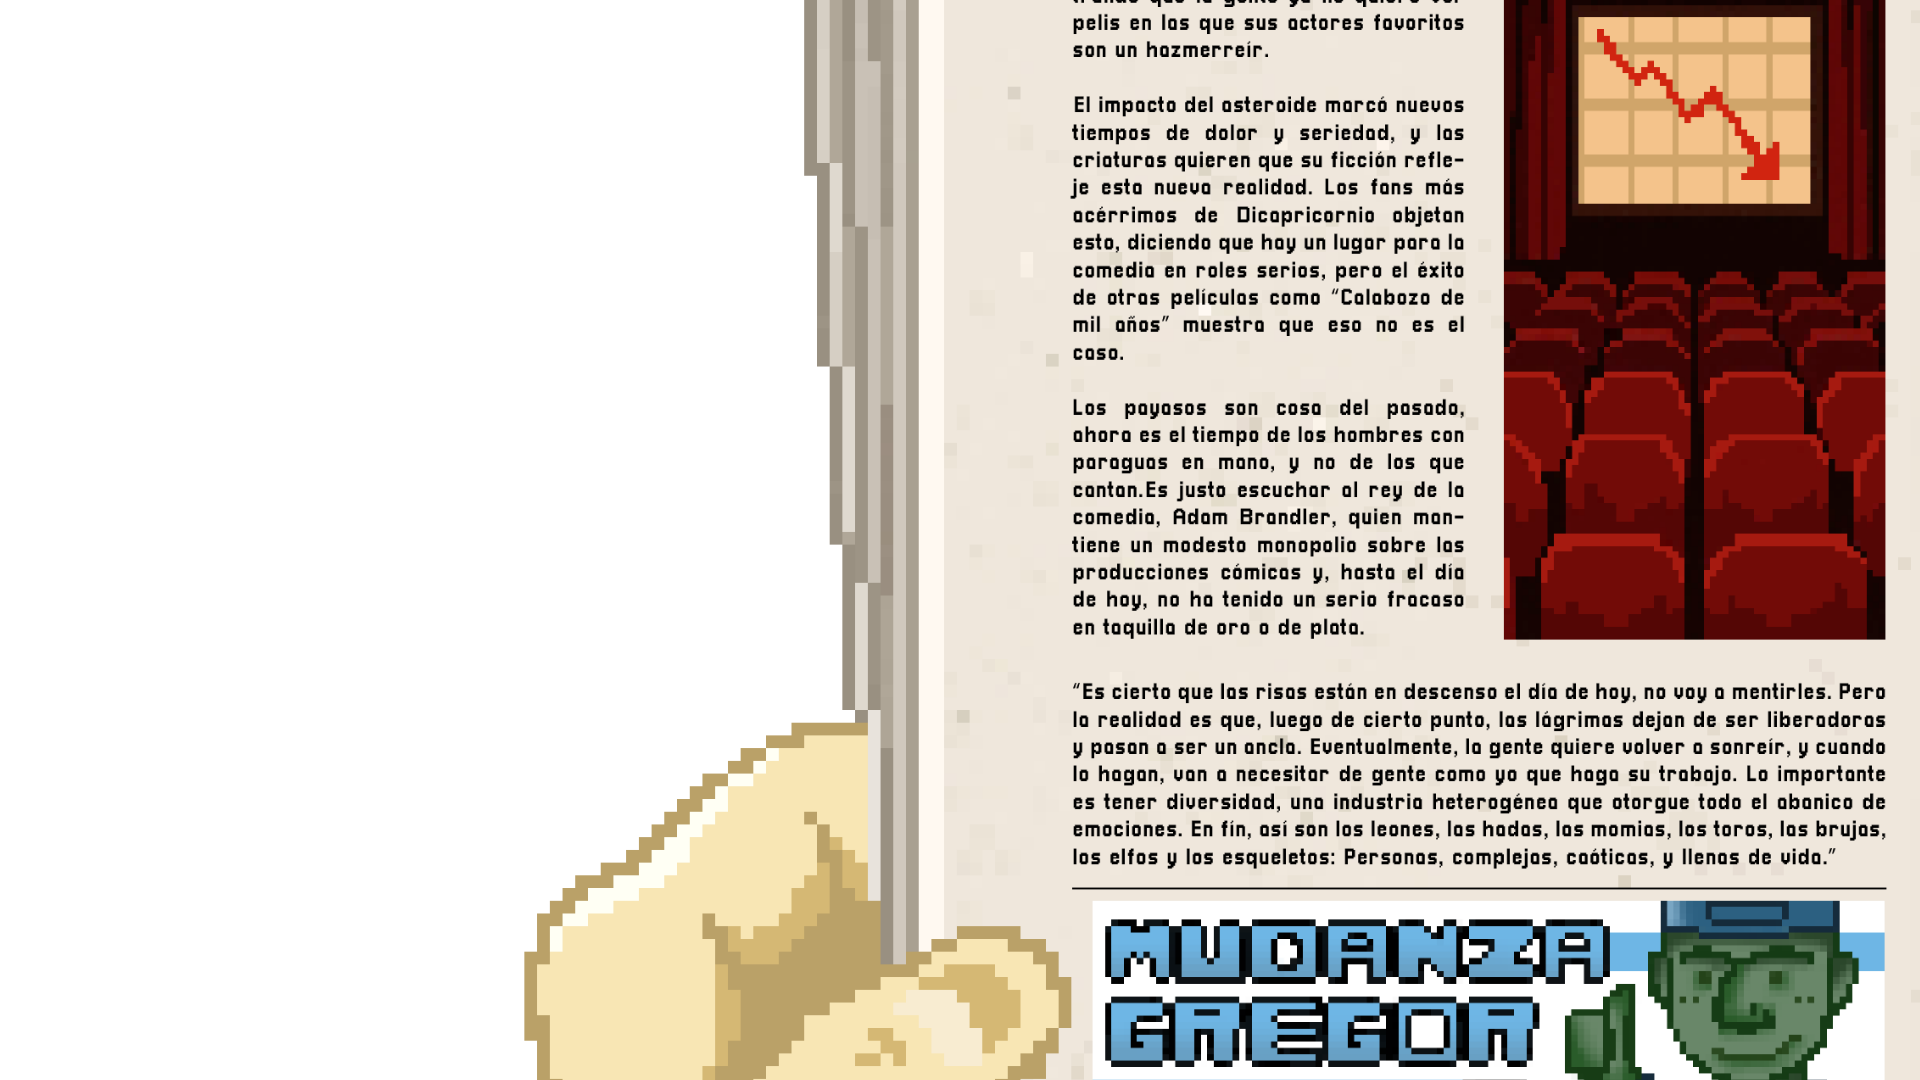 pelis en las que sus actores favoritos
son un hazmerreír.
El impacto del asteroide marcó nuevos
tiempos de dolor y seriedad, y las
criaturas quieren que su ficción refle-
je esta nueva realidad. Los fans más
acérrimos de Dicapricornio objetan
esto, diciendo que hay un lugar para la
comedia en roles serios, pero el éxito
de otras películas como “Calabozo de
mil años” muestra que eso no es el
caso.
Los payasos son cosa del pasado,
ahora es el tiempo de los hombres con
paraguas en mano, y no de los que
cantan.Es justo escuchar al rey de la
comedia, Adam Brandler, quien man-
tiene un modesto monopolio sobre las
producciones cómicas y, hasta el día
de hoy, no ha tenido un serio fracaso
en taquilla de oro o de plata.
“Es cierto que las risas están en descenso el día de hoy, no voy a mentirles. Pero
la realidad es que, luego de cierto punto, las lágrimas dejan de ser liberadoras
y pasan a ser un ancla. Eventualmente, la gente quiere volver a sonreír, y cuando
lo hagan, van a necesitar de gente como yo que haga su trabajo. Lo importante
es tener diversidad, una industria heterogénea que otorgue todo el abanico de
emociones. En fín, así son los leones, las hadas, las momias, los toros, las brujas,
los elfos y los esqueletos: Personas, complejas, caóticas, y llenas de vida.”
MUDANZA
GREGOR